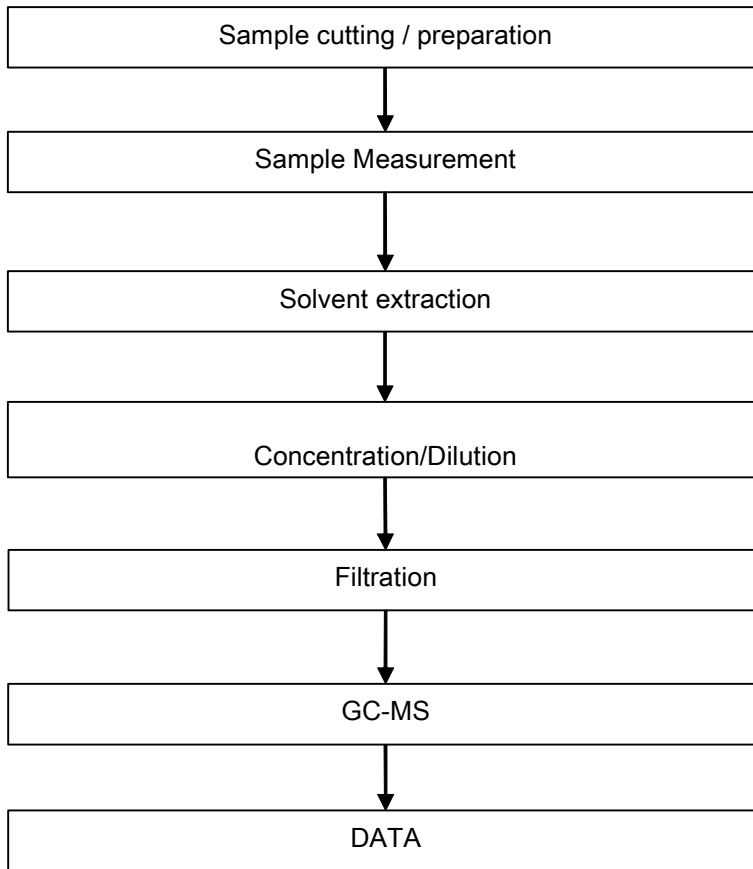 Sample cutting / preparation
Sample Measurement
Solvent extraction
Concentration/Dilution
Filtration
GC-MS
DATA